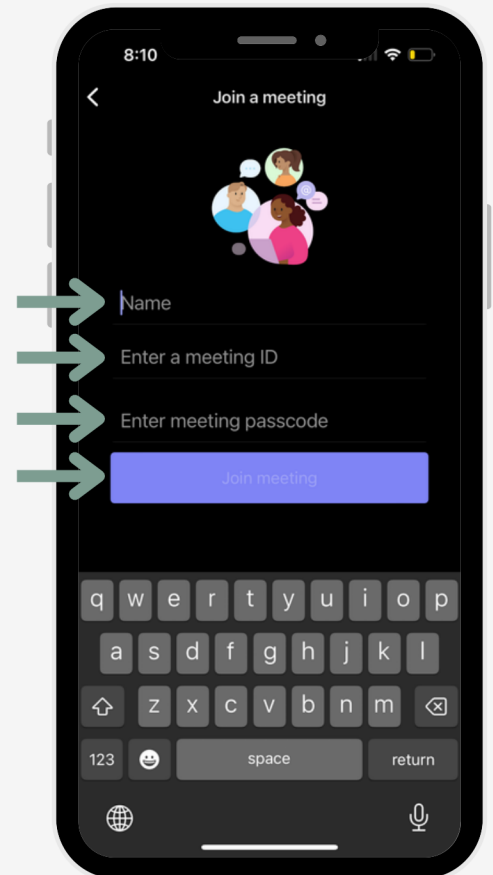 8:10
Join a meeting
Name
Enter a meeting ID
Enter meeting passcode
Join meeting
q w e r t y u i o p
a s d f g h j k l
z x c v b n m
123 space return